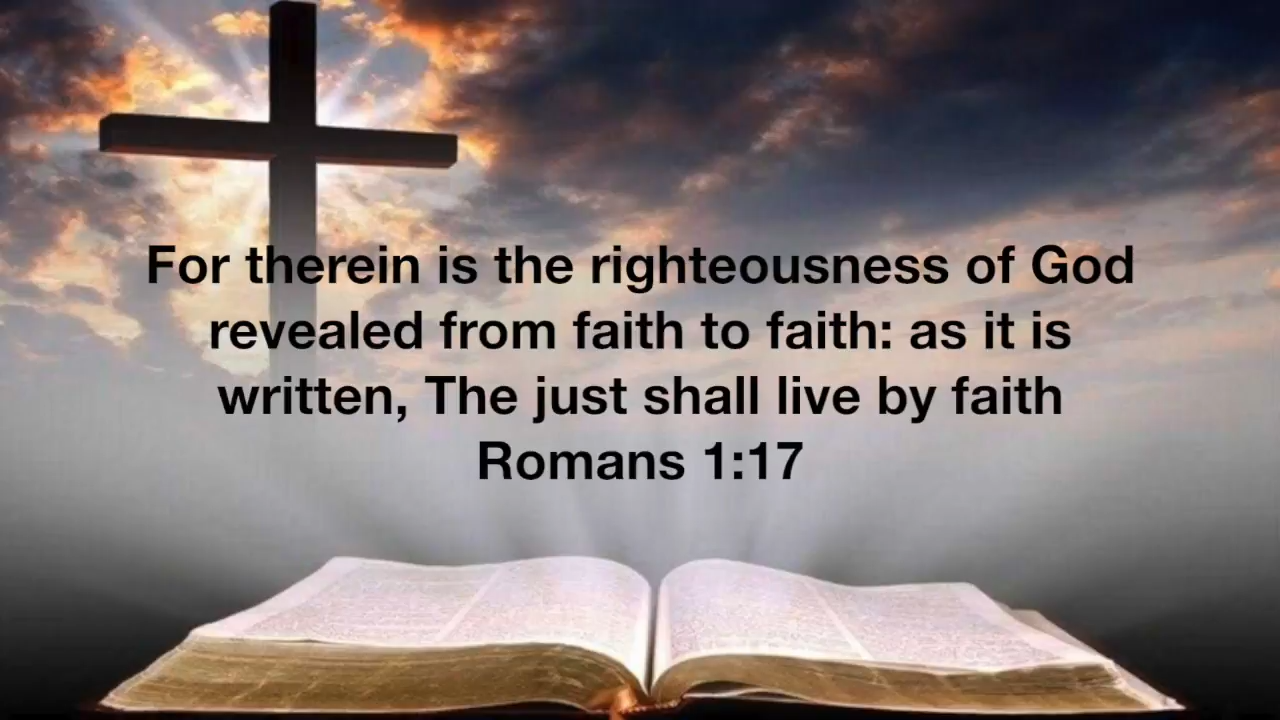 For therein is the righteousness of God
revealed from faith to faith: as it is
written, The just shall live by faith
Romans 1:17